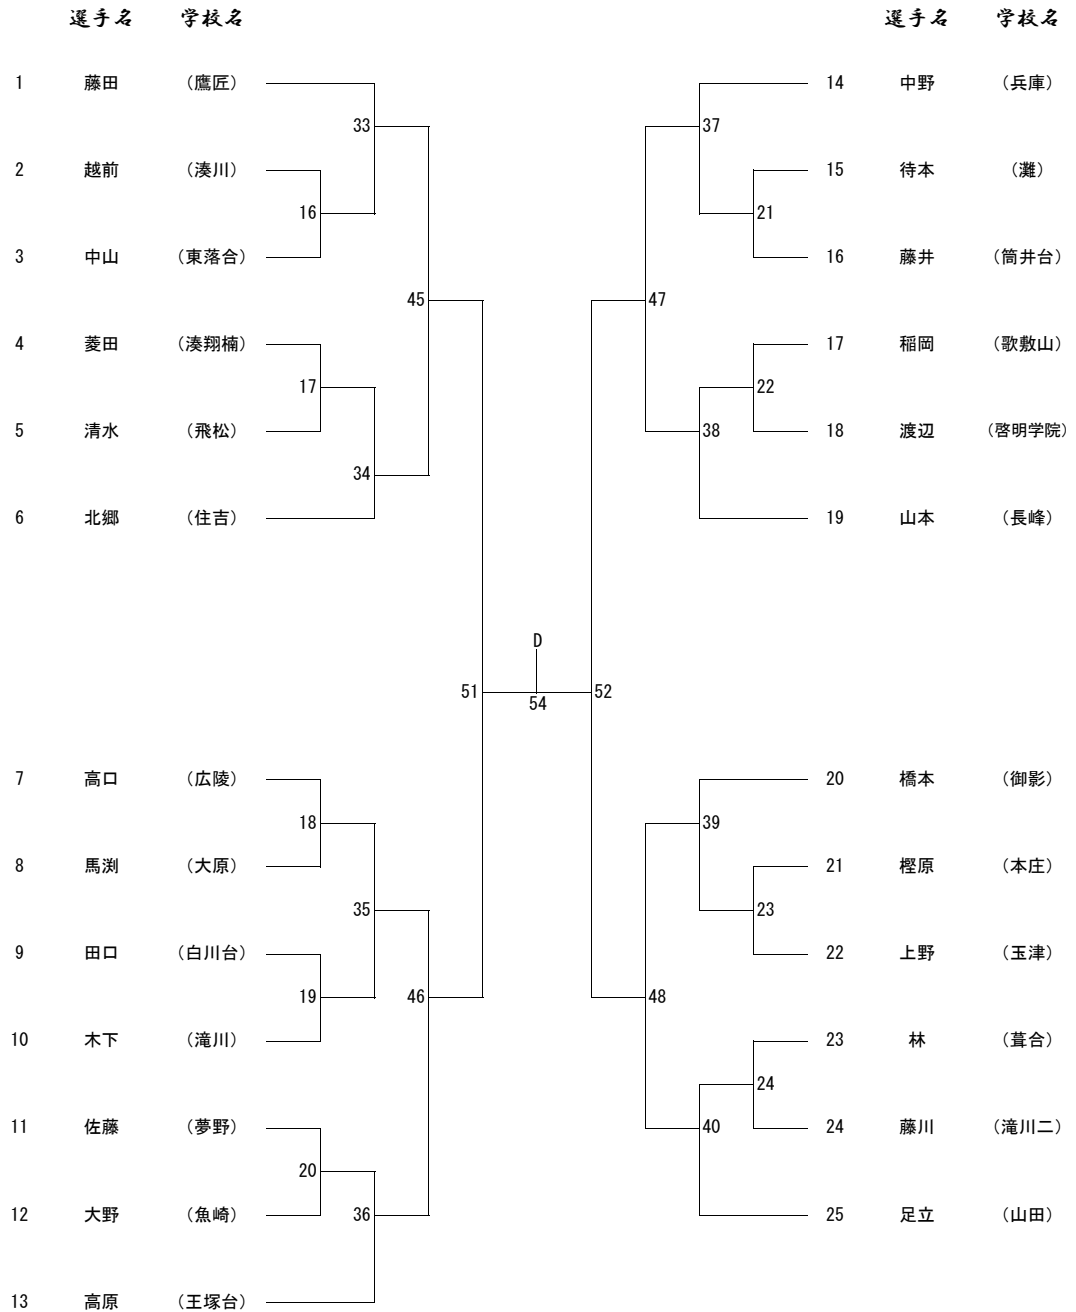 選手名 学校名 選手名 学校名
1 藤田 （鷹匠） 14 中野 （兵庫）
33 37
2 越前 （湊川） 15 待本 （灘）
16 21
3 中山 （東落合） 16 藤井 （筒井台）
45 47
4 菱田 （湊翔楠） 17 稲岡 （歌敷山）
17 22
5 清水 （飛松） 38 18 渡辺 （啓明学院）
34
6 北郷 （住吉） 19 山本 （長峰）
D
51 52
54
7 高口 （広陵） 20 橋本 （御影）
18 39
8 馬渕 （大原） 21 樫原 （本庄）
35 23
9 田口 （白川台） 22 上野 （玉津）
19 46 48
10 木下 （滝川） 23 林 （葺合）
24
11 佐藤 （夢野） 40 24 藤川 （滝川二）
20
12 大野 （魚崎） 36 25 足立 （山田）
13 高原 （王塚台）